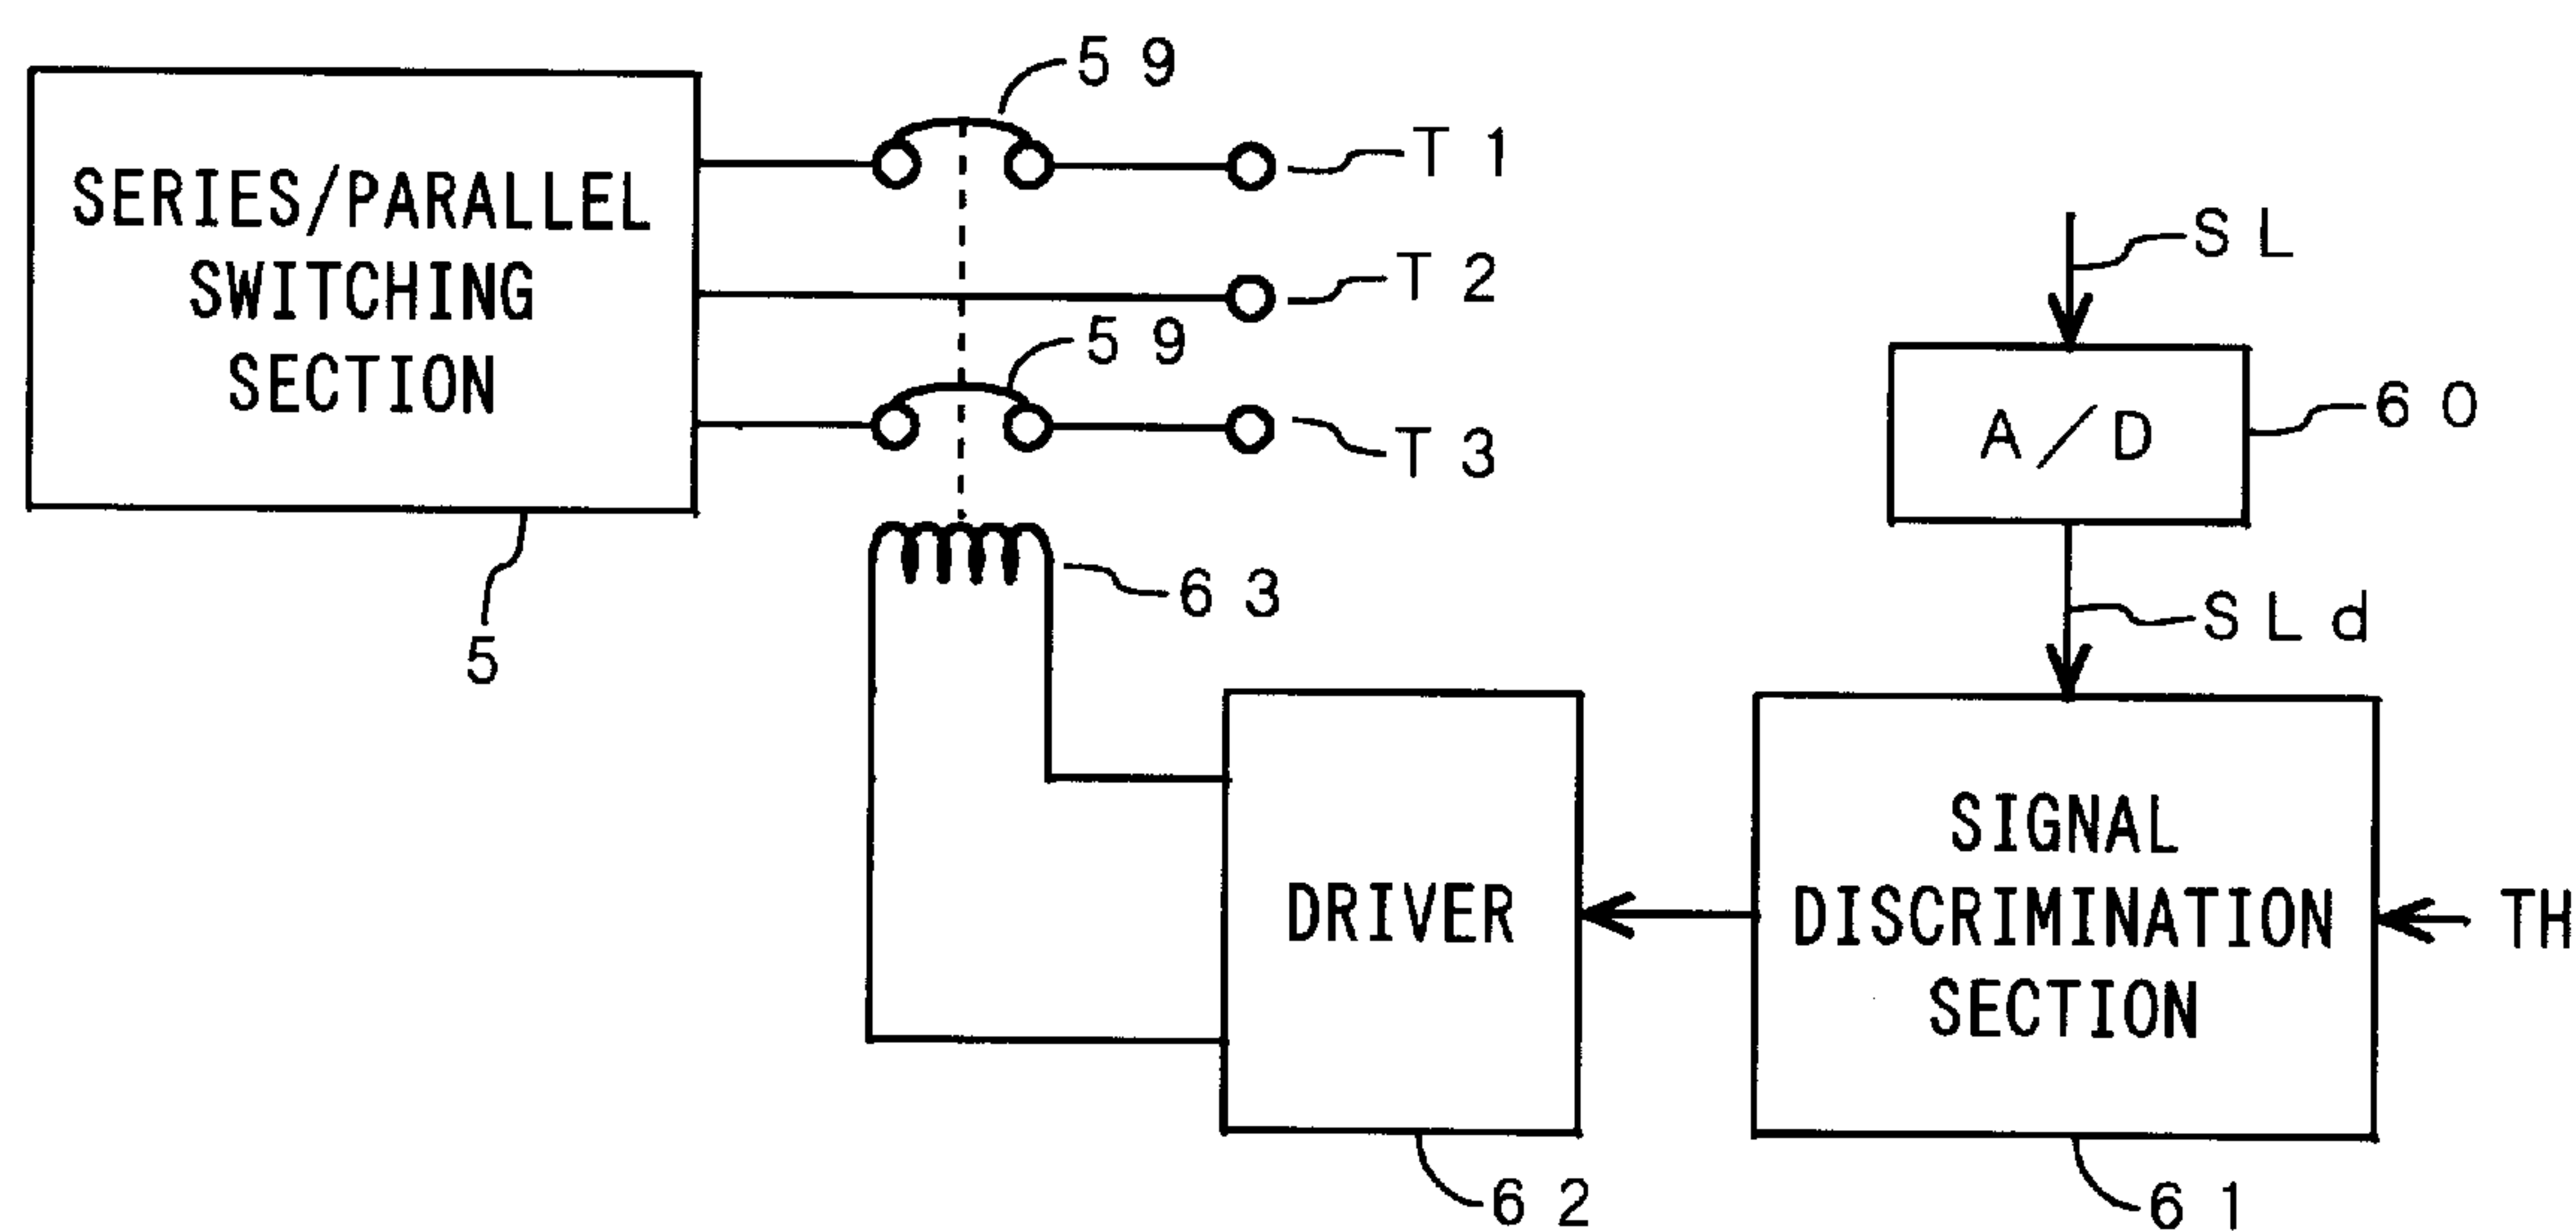 59
T1
SERIES/PARALLEL
SWITCHING
SECTION
T2
59
T3
5
63
SL
A/D
60
SLd
DRIVER
62
SIGNAL
DISCRIMINATION
SECTION
TH
61